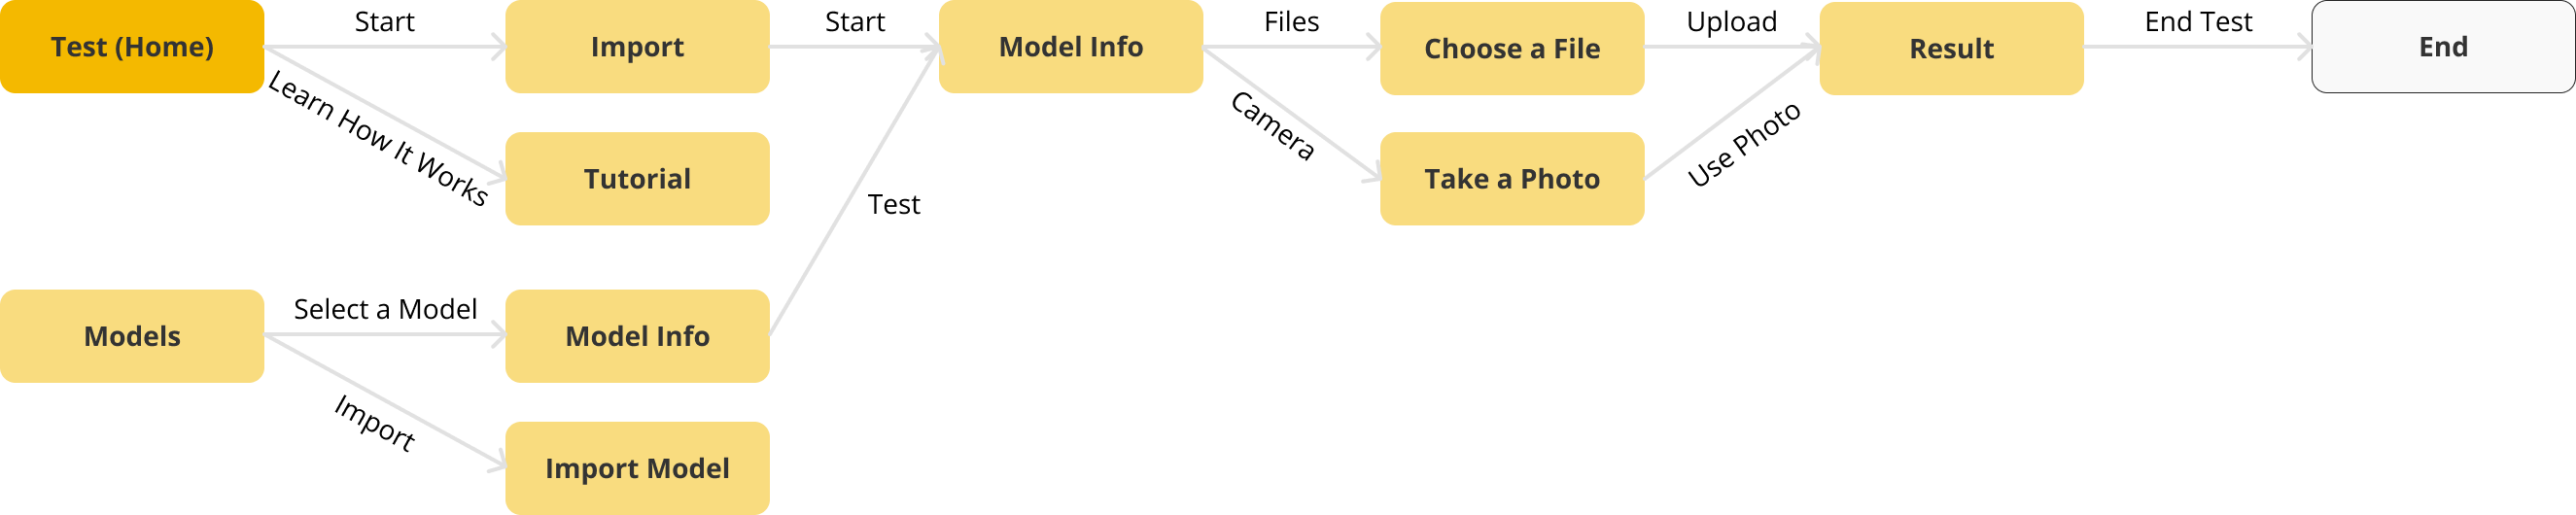 Test (Home)
Start
Import
Start
Model Info
Files
Choose a File
Upload
Result
End Test
End
Learn How It Works
Tutorial
Test
Camera
Take a Photo
Use Photo
Models
Select a Model
Model Info
Import
Import Model